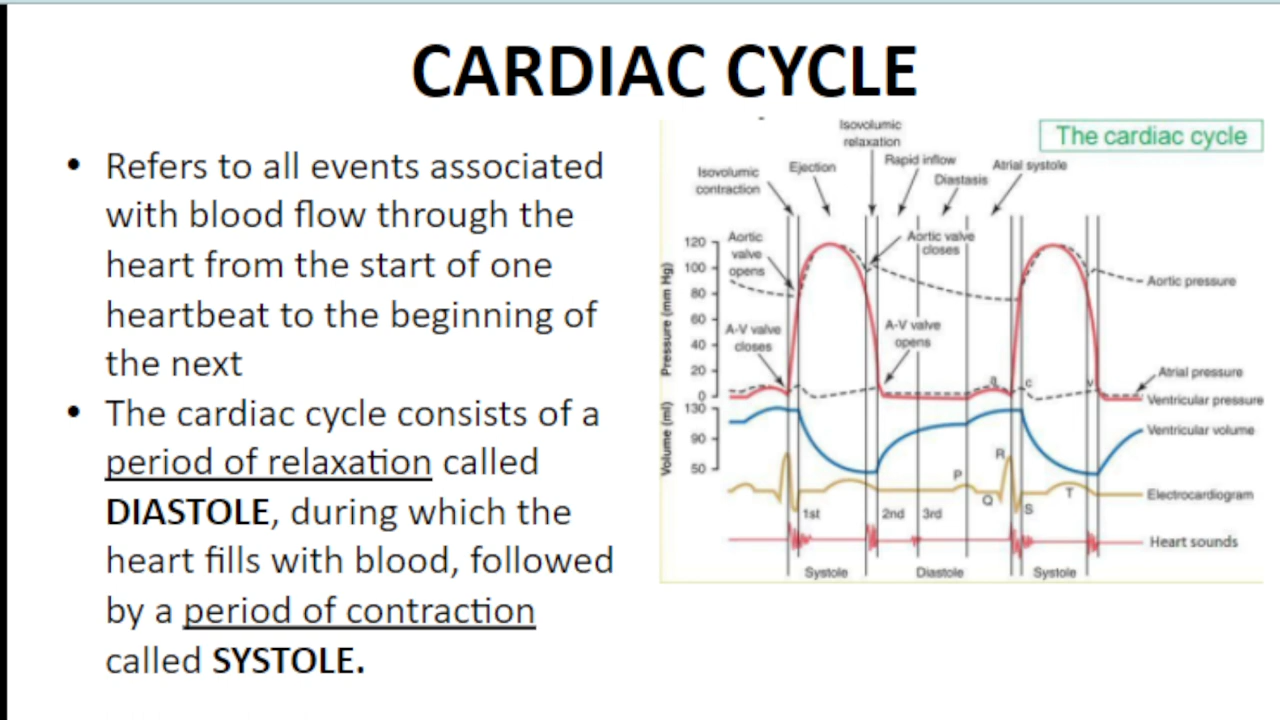 CARDIAC CYCLE
• Refers to all events associated
with blood flow through the
heart from the start of one
heartbeat to the beginning of
the next
• The cardiac cycle consists of a
period of relaxation called
DIASTOLE, during which the
heart fills with blood, followed
by a period of contraction
called SYSTOLE.
The cardiac cycle
Isovolumic
relaxation
Isovolumic
contraction
Ejection
Rapid inflow
Diastasis
Atrial systole
Aortic
valve
opens
Aortic valve
closes
A-V valve
closes
A-V valve
opens
Pressure (mm Hg)
120
100
80
60
40
20
0
Volume (ml)
130
90
50
a
c
v
Aortic pressure
Atrial pressure
Ventricular pressure
Ventricular volume
Electrocardiogram
Heart sounds
P
Q
R
S
T
1st
2nd
3rd
Systole
Diastole
Systole